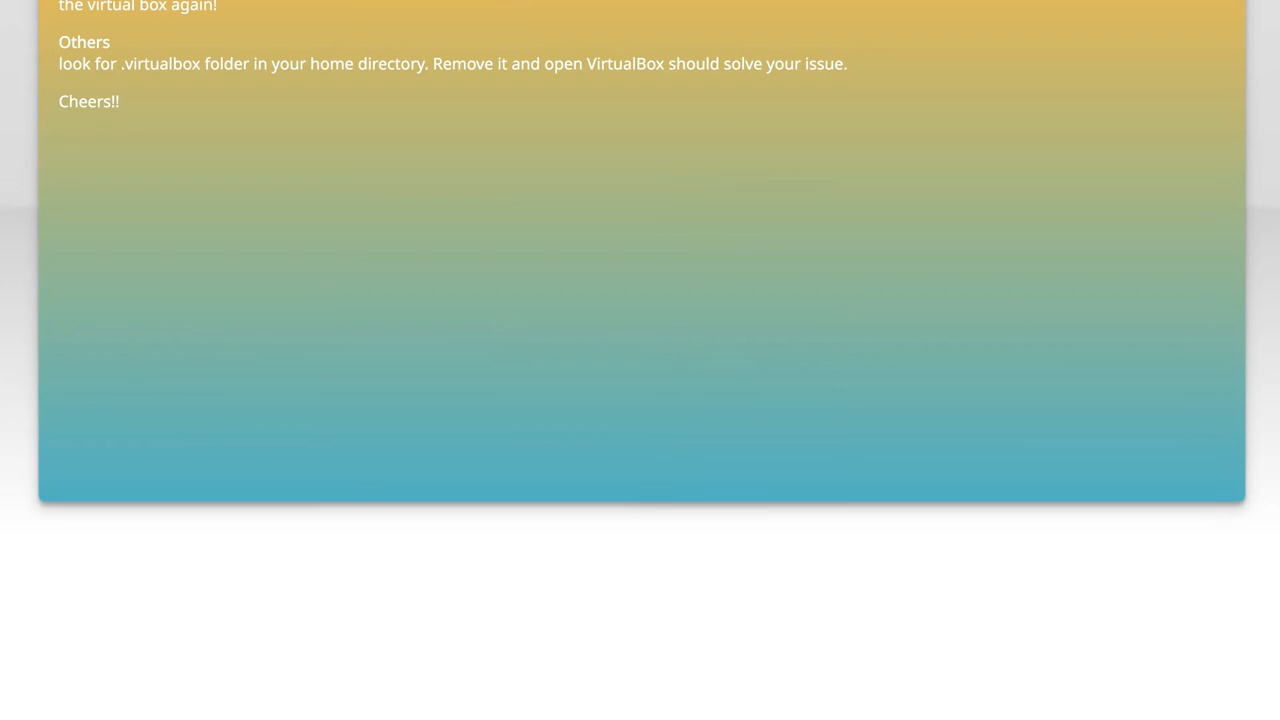 the virtual box again!
Others
look for .virtualbox folder in your home directory. Remove it and open VirtualBox should solve your issue.
Cheers!!